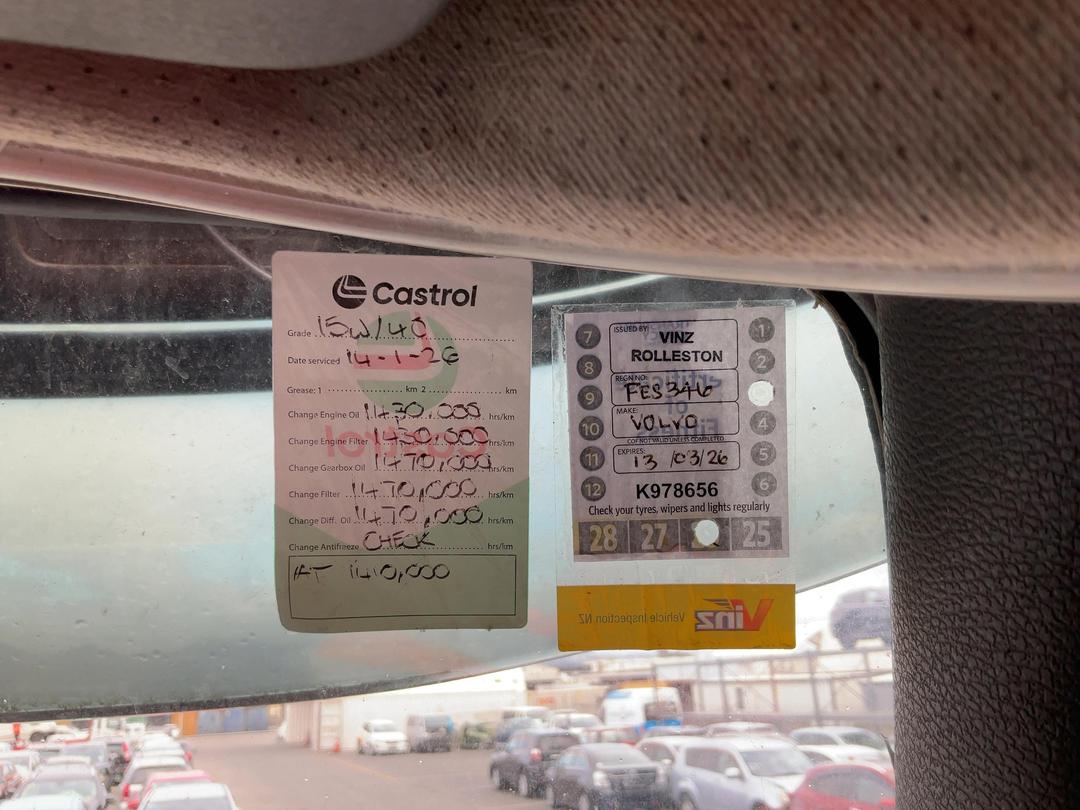 Castrol
Grade 15W/40
Date serviced 14-1-26
Grease: 1 km 2 km
Change Engine Oil 1430,000 hrs/km
Change Engine Filter 1430,000 hrs/km
Change Gearbox Oil 1470,000 hrs/km
Change Filter 1470,000 hrs/km
Change Diff. Oil 1470,000 hrs/km
Change Antifreeze CHECK hrs/km
AT 1410,000
7 ISSUED BY: VINZ 1
8 ROLLESTON 2
9 REGN NO: FES346
10 MAKE: VOLVO 4
COF NOT VALID UNLESS COMPLETED
11 EXPIRES: 13/03/26 5
12 K978656 6
Check your tyres, wipers and lights regularly
28 27 25
Vinz
Vehicle Inspection NZ